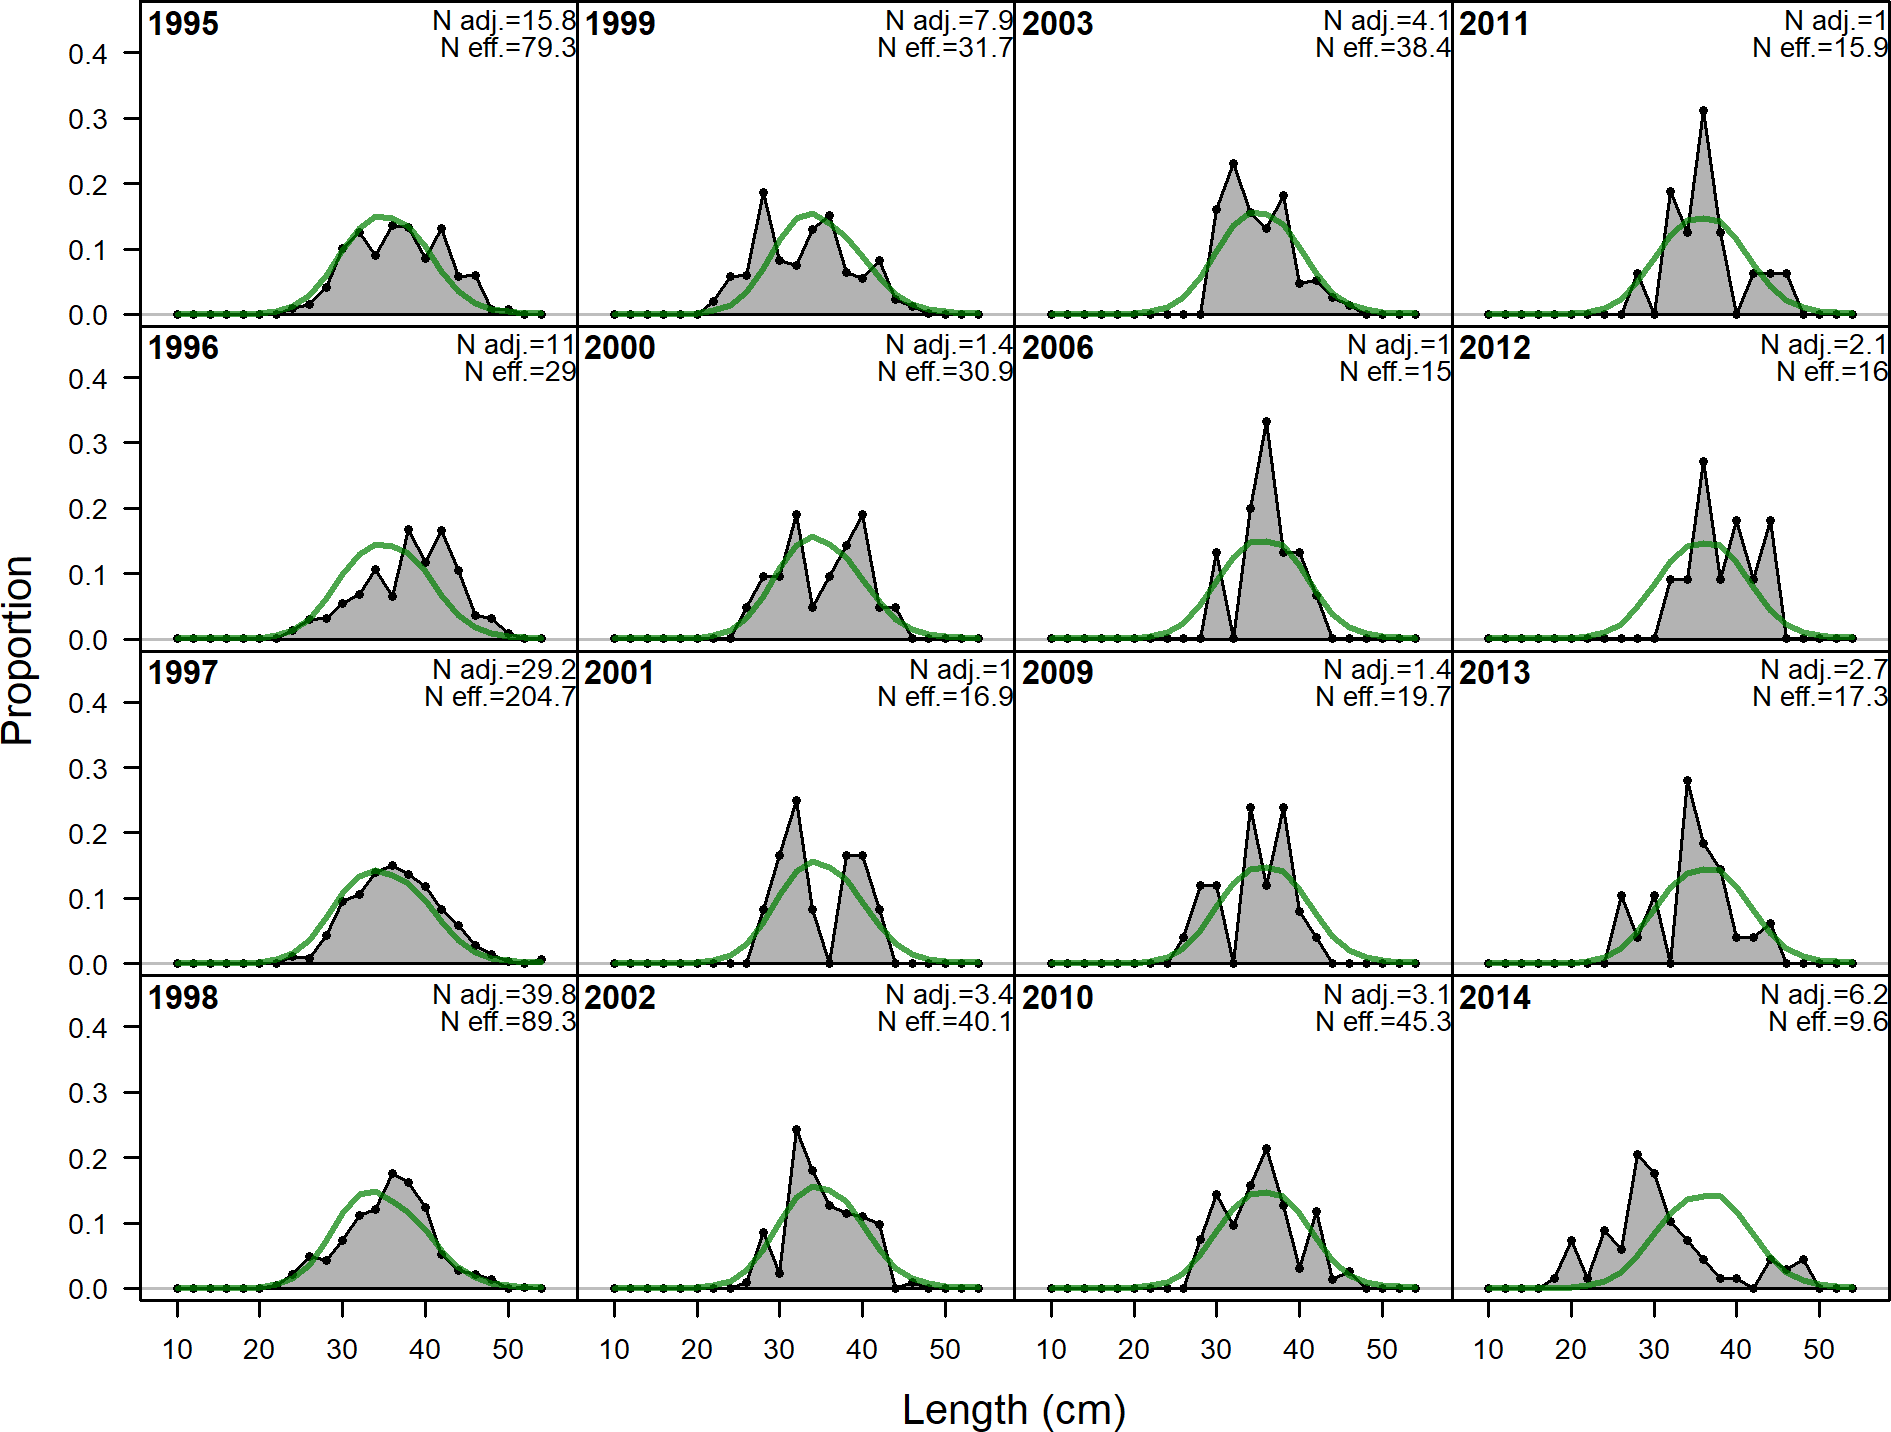 1995
N adj.=15.8
N eff.=79.3
1999
N adj.=7.9
N eff.=31.7
2003
N adj.=4.1
N eff.=38.4
2011
N adj.=1
N eff.=15.9
0.4
0.3
0.2
0.1
0.0
1996
N adj.=11
N eff.=29
2000
N adj.=1.4
N eff.=30.9
2006
N adj.=1
N eff.=15
2012
N adj.=2.1
N eff.=16
0.4
0.3
0.2
0.1
0.0
1997
N adj.=29.2
N eff.=204.7
2001
N adj.=1
N eff.=16.9
2009
N adj.=1.4
N eff.=19.7
2013
N adj.=2.7
N eff.=17.3
0.4
0.3
0.2
0.1
0.0
1998
N adj.=39.8
N eff.=89.3
2002
N adj.=3.4
N eff.=40.1
2010
N adj.=3.1
N eff.=45.3
2014
N adj.=6.2
N eff.=9.6
0.4
0.3
0.2
0.1
0.0
Proportion
10 20 30 40 50 10 20 30 40 50 10 20 30 40 50 10 20 30 40 50
Length (cm)